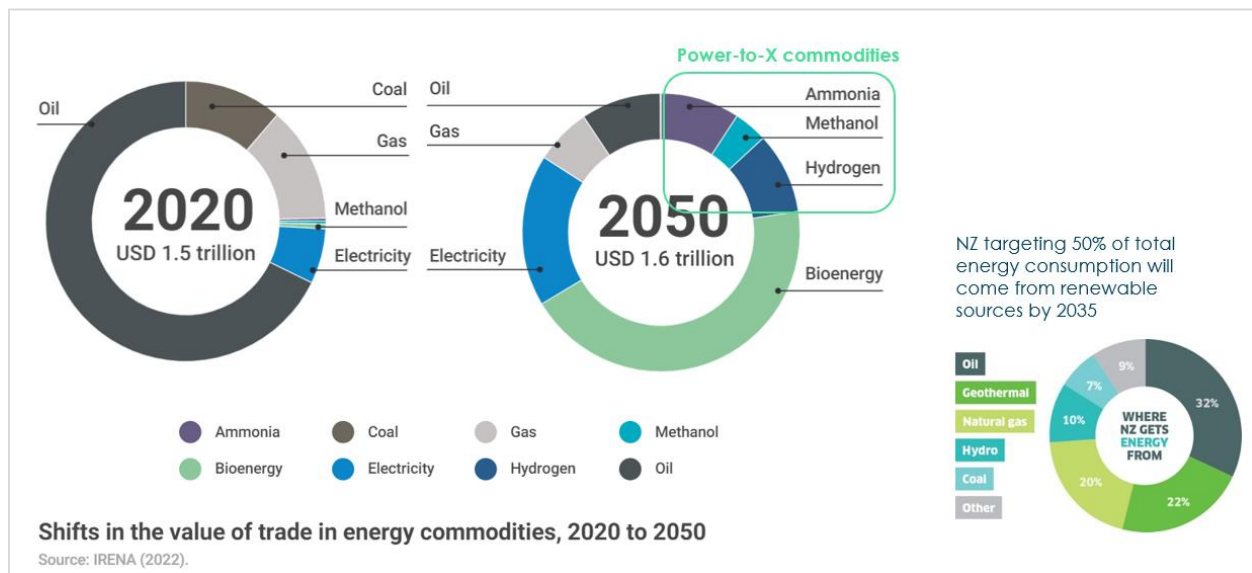 Power-to-X commodities
Oil
Coal
Gas
Methanol
Electricity
2020
USD 1.5 trillion
Oil
Gas
Electricity
Ammonia
Methanol
Hydrogen
Bioenergy
2050
USD 1.6 trillion
Ammonia
Coal
Gas
Methanol
Bioenergy
Electricity
Hydrogen
Oil
Shifts in the value of trade in energy commodities, 2020 to 2050
Source: IRENA (2022).
NZ targeting 50% of total
energy consumption will
come from renewable
sources by 2035
Oil
Geothermal
Natural gas
Hydro
Coal
Other
9%
7%
10%
20%
22%
32%
WHERE
NZ GETS
ENERGY
FROM